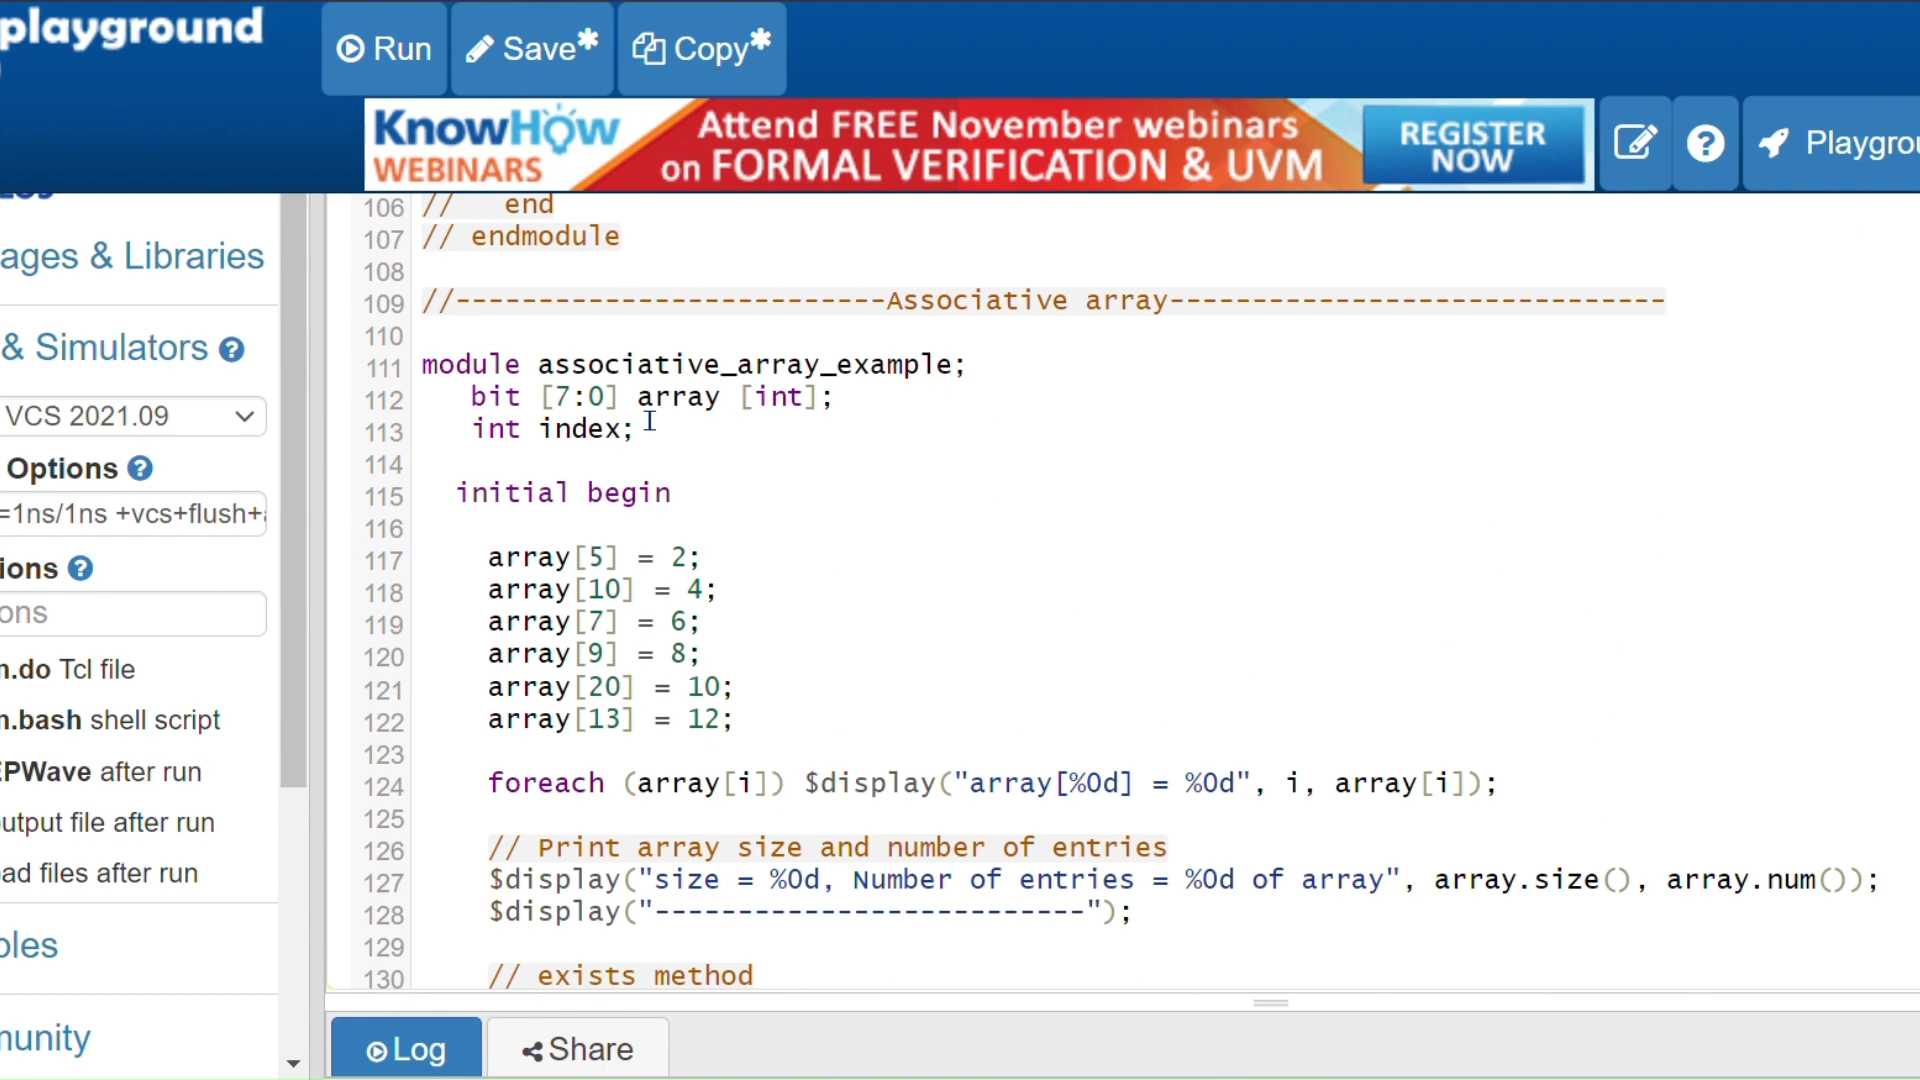 playground
Run
Save*
Copy*
KnowHow
WEBINARS
Attend FREE November webinars
on FORMAL VERIFICATION & UVM
REGISTER
NOW
Playgrou
ages & Libraries
& Simulators
VCS 2021.09
Options
=1ns/1ns +vcs+flush+
ions
ons
n.do Tcl file
n.bash shell script
EPWave after run
output file after run
ad files after run
ples
munity
106 //   end
107 // endmodule
108
109 //--------------------------Associative array------------------------------
110
111 module associative_array_example;
112    bit [7:0] array [int];
113    int index;
114
115   initial begin
116
117     array[5] = 2;
118     array[10] = 4;
119     array[7] = 6;
120     array[9] = 8;
121     array[20] = 10;
122     array[13] = 12;
123
124     foreach (array[i]) $display("array[%0d] = %0d", i, array[i]);
125
126     // Print array size and number of entries
127     $display("size = %0d, Number of entries = %0d of array", array.size(), array.num());
128     $display("--------------------------");
129
130     // exists method
Log
Share